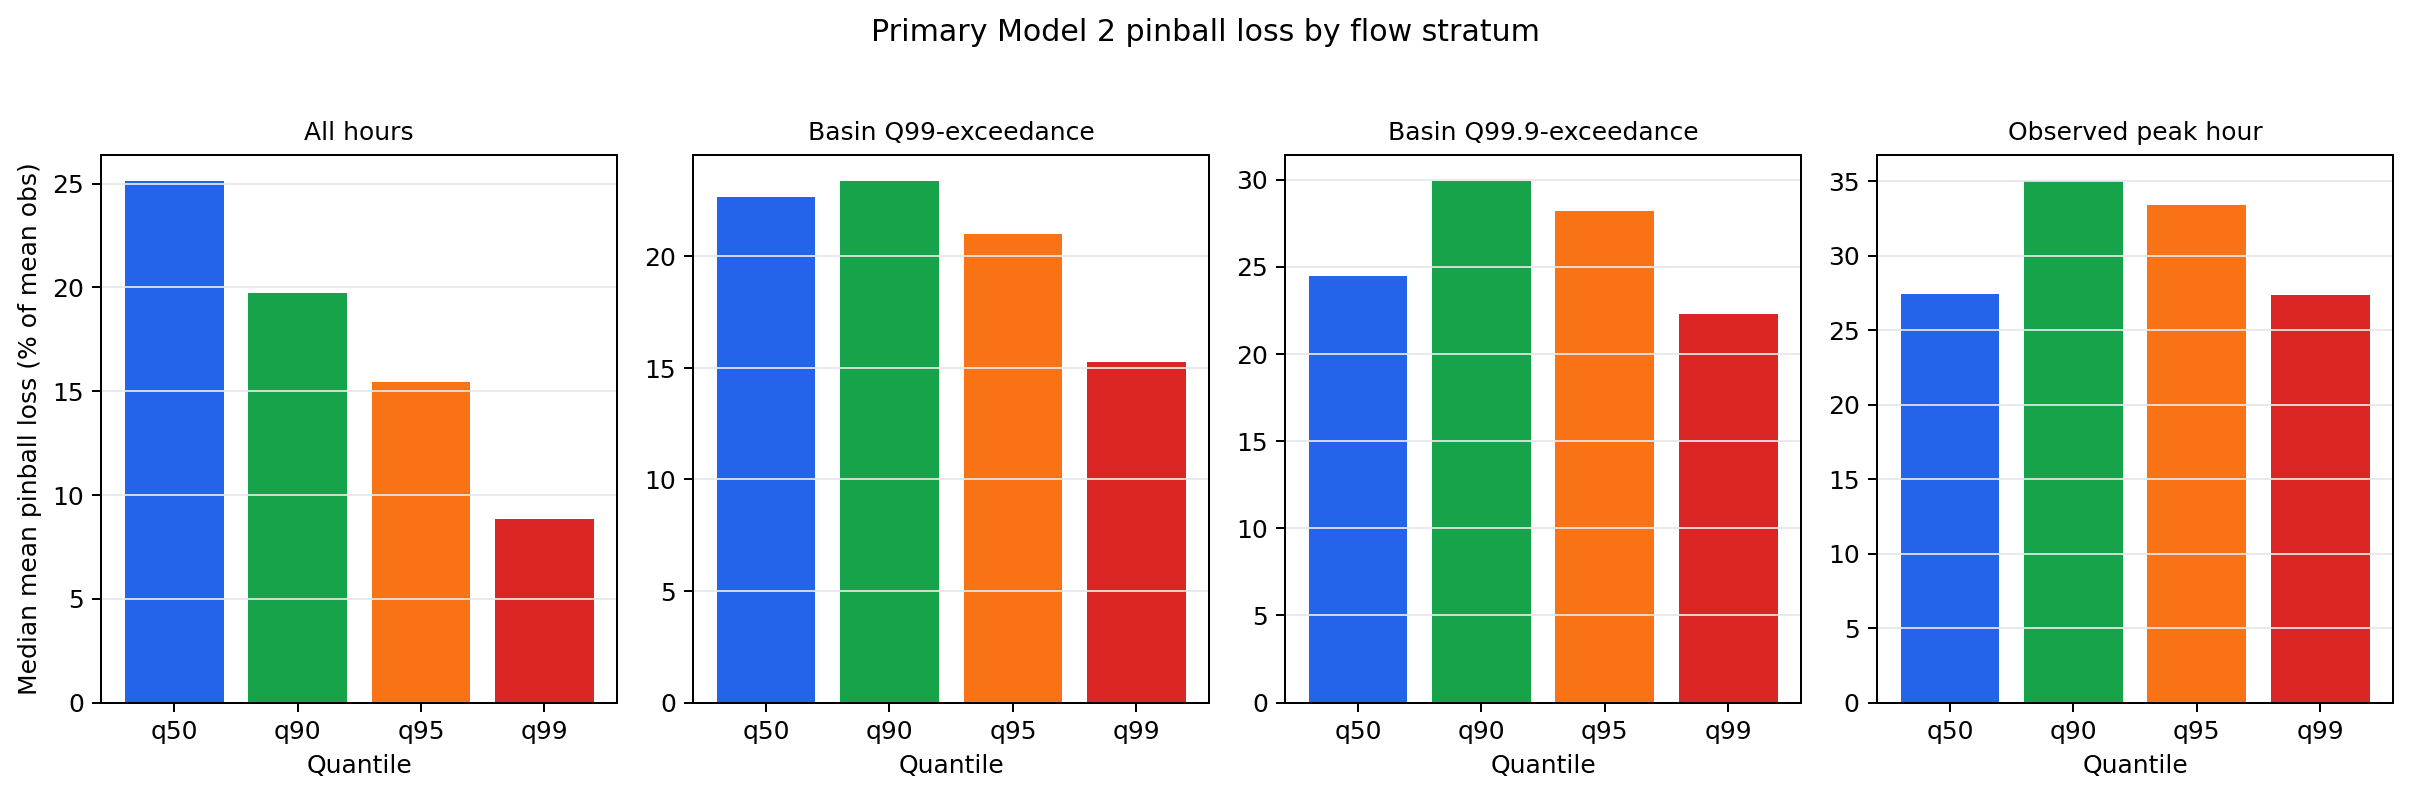 Primary Model 2 pinball loss by flow stratum
All hours
Median mean pinball loss (% of mean obs)
25
20
15
10
5
0
q50 q90 q95 q99
Quantile
Basin Q99-exceedance
20
15
10
5
0
q50 q90 q95 q99
Quantile
Basin Q99.9-exceedance
30
25
20
15
10
5
0
q50 q90 q95 q99
Quantile
Observed peak hour
35
30
25
20
15
10
5
0
q50 q90 q95 q99
Quantile